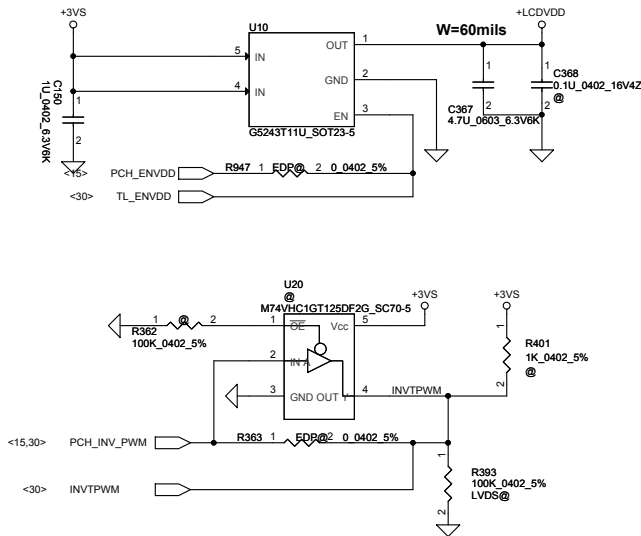 +3VS
+LCDVDD
U10
W=60mils
5 IN OUT 1
4 IN GND 2
EN 3
G5243T11U_SOT23-5
C150
1U_0402_6.3V6K
1
2
1
2
C367
4.7U_0603_6.3V6K
1
2
C368
0.1U_0402_16V4Z
@
<15> PCH_ENVDD R947 1 EDP@ 2 0_0402_5%
<30> TL_ENVDD
U20
@
M74VHC1GT125DF2G_SC70-5
+3VS
+3VS
1 @ 2
R362
100K_0402_5%
1 OE Vcc 5
2 IN A
3 GND OUT Y 4 INVTPWM
1
R401
1K_0402_5%
@
2
<15,30> PCH_INV_PWM R363 1 EDP@ 2 0_0402_5%
<30> INVTPWM
1
R393
100K_0402_5%
LVDS@
2